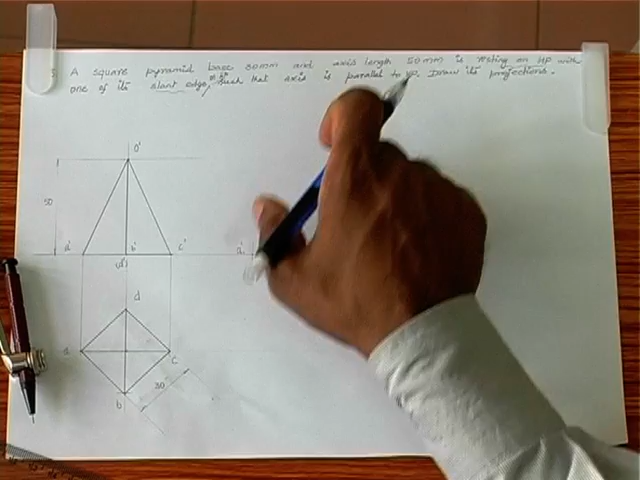 A square pyramid base 30mm and axis length 50mm is resting on HP with
one of its slant edge, such that axis is parallel to VP. Draw its projections.
o'
50
a' b' c' a'
(d')
d
a c
30
b